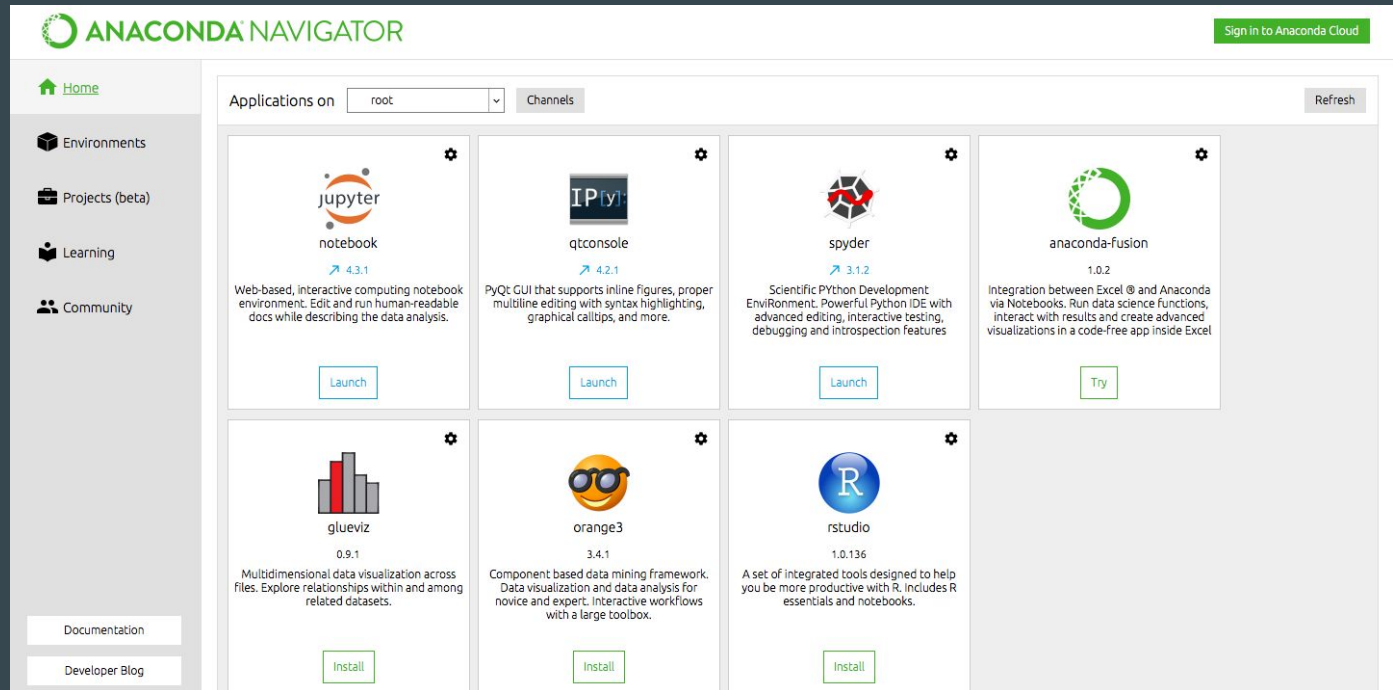 ANACONDA NAVIGATOR
Sign in to Anaconda Cloud
Home
Environments
Projects (beta)
Learning
Community
Documentation
Developer Blog
Applications on root Channels Refresh
jupyter
notebook
4.3.1
Web-based, interactive computing notebook
environment. Edit and run human-readable
docs while describing the data analysis.
Launch
IP[y]:
qtconsole
4.2.1
PyQt GUI that supports inline figures, proper
multiline editing with syntax highlighting,
graphical calltips, and more.
Launch
spyder
3.1.2
Scientific PYthon Development
EnviRonment. Powerful Python IDE with
advanced editing, interactive testing,
debugging and introspection features
Launch
anaconda-fusion
1.0.2
Integration between Excel ® and Anaconda
via Notebooks. Run data science functions,
interact with results and create advanced
visualizations in a code-free app inside Excel
Try
glueviz
0.9.1
Multidimensional data visualization across
files. Explore relationships within and among
related datasets.
Install
orange3
3.4.1
Component based data mining framework.
Data visualization and data analysis for
novice and expert. Interactive workflows
with a large toolbox.
Install
R
rstudio
1.0.136
A set of integrated tools designed to help
you be more productive with R. Includes R
essentials and notebooks.
Install